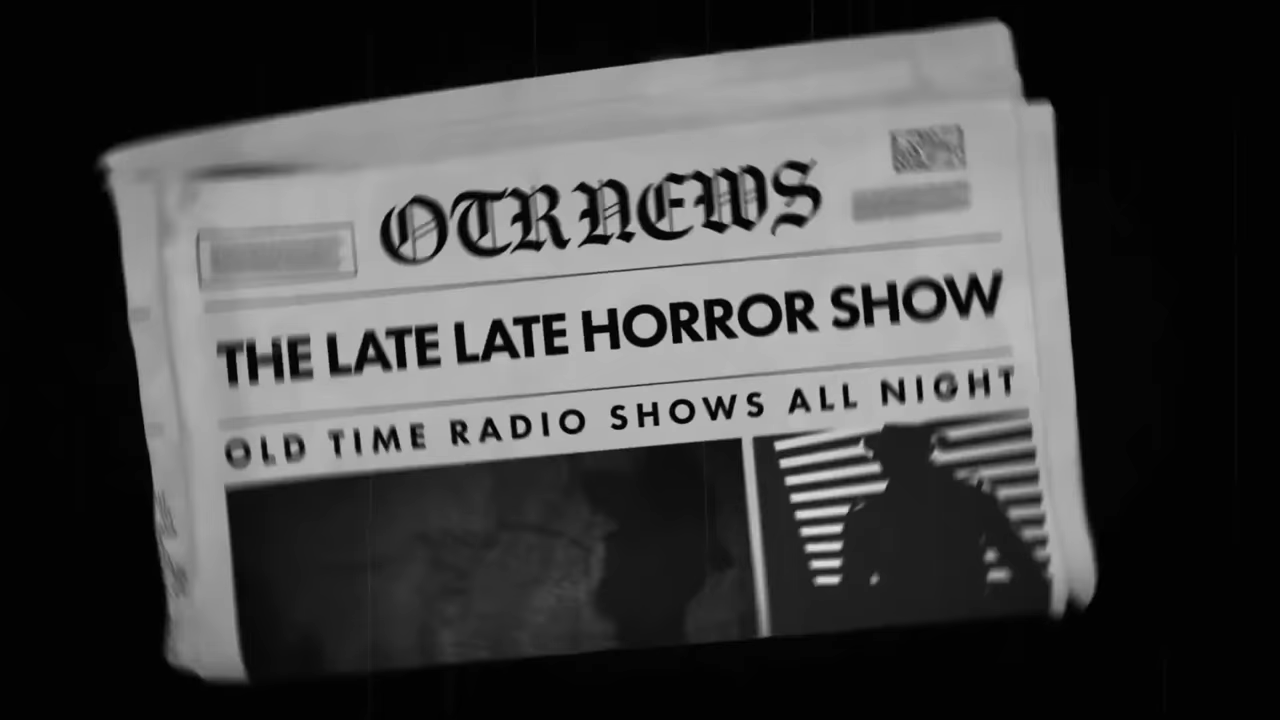 OTRNEWS
THE LATE LATE HORROR SHOW
OLD TIME RADIO SHOWS ALL NIGHT